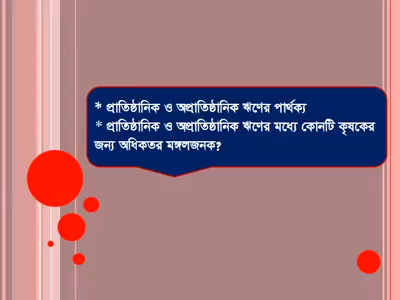 * প্রাতিষ্ঠানিক ও অপ্রাতিষ্ঠানিক ঋণের পার্থক্য
* প্রাতিষ্ঠানিক ও অপ্রাতিষ্ঠানিক ঋণের মধ্যে কোনটি কৃষকের
জন্য অধিকতর মঙ্গলজনক?